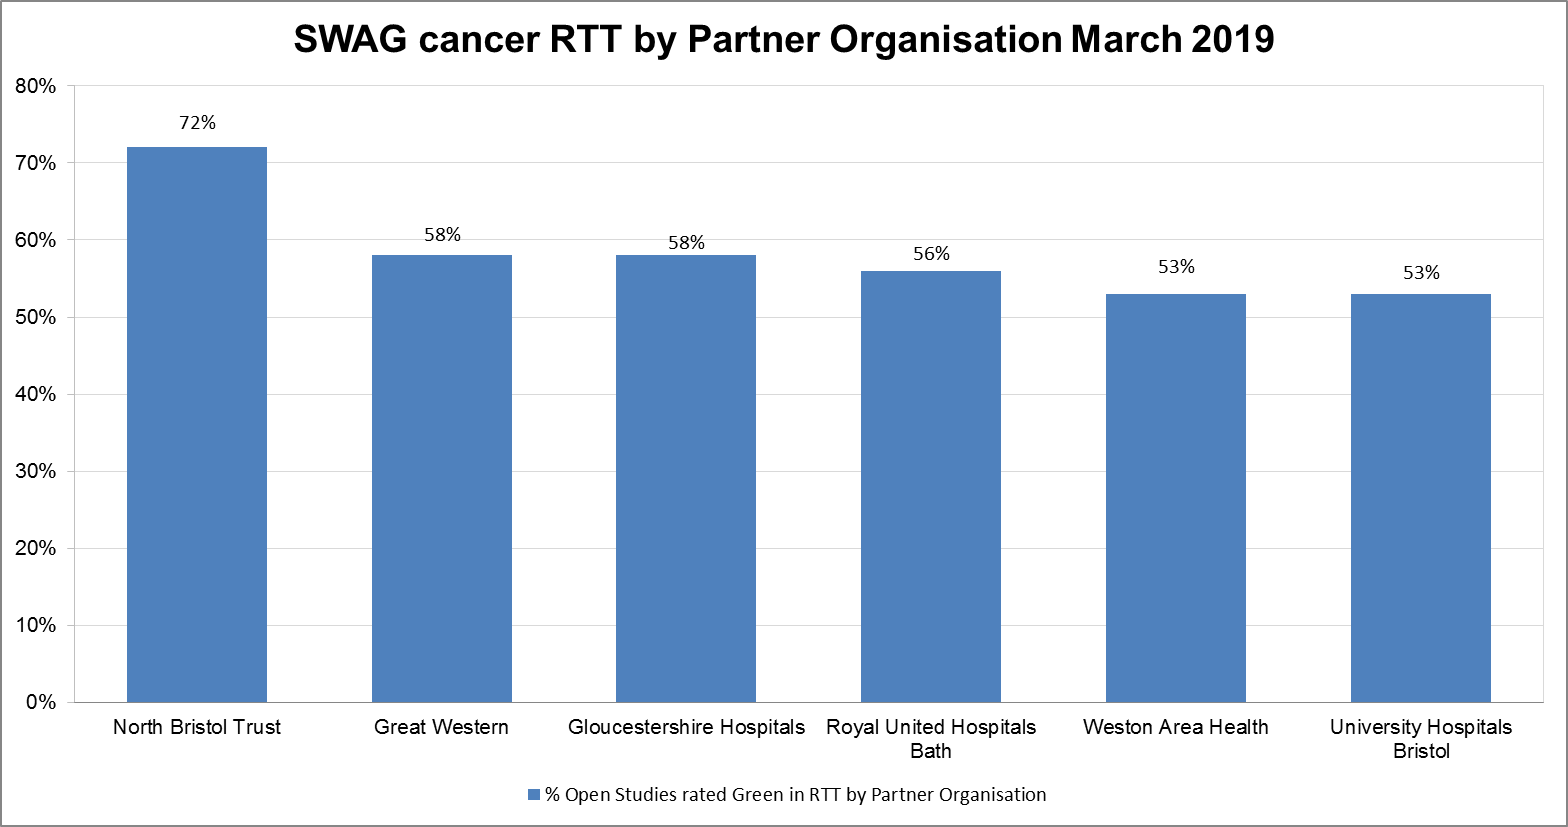 SWAG cancer RTT by Partner Organisation March 2019
80%
70%
60%
50%
40%
30%
20%
10%
0%
72%
58%
58%
56%
53%
53%
North Bristol Trust
Great Western
Gloucestershire Hospitals
Royal United Hospitals
Bath
Weston Area Health
University Hospitals
Bristol
% Open Studies rated Green in RTT by Partner Organisation